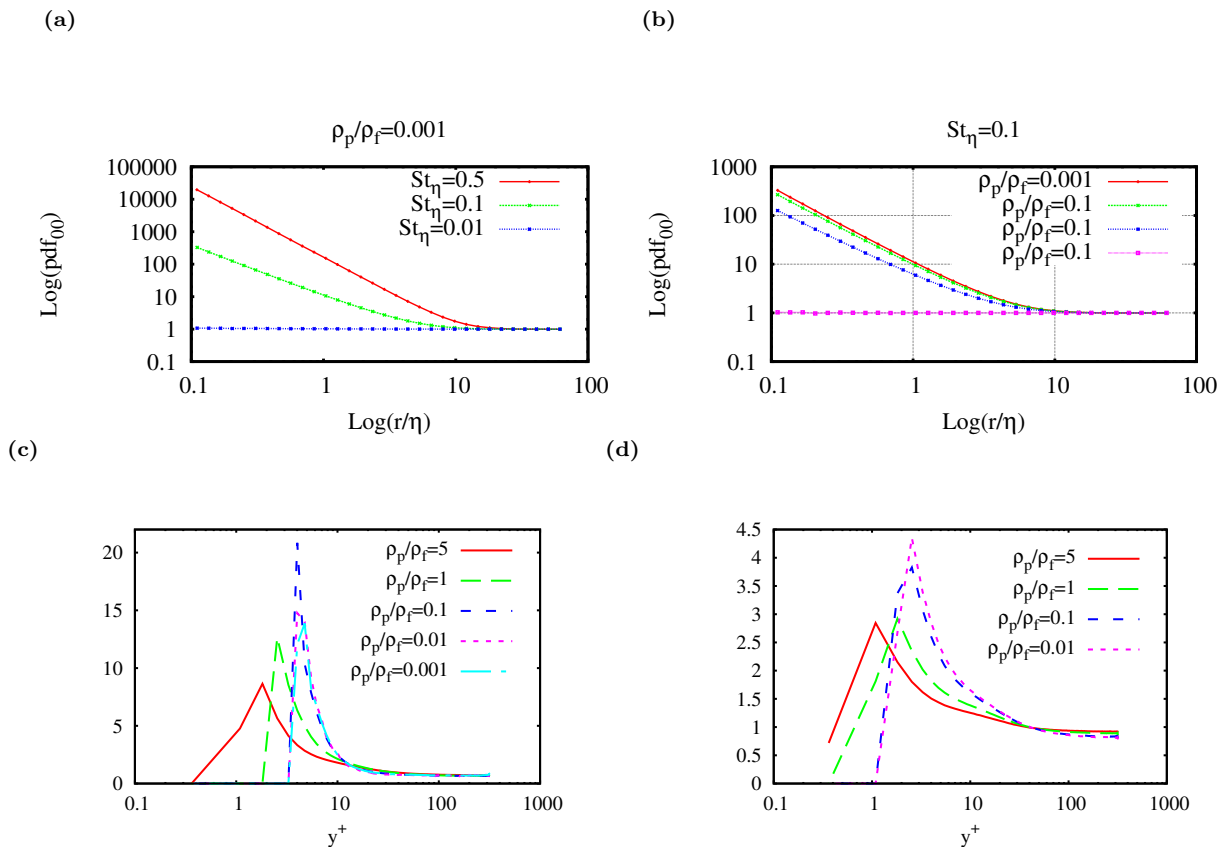 (a)
ρp/ρf=0.001
100000
10000
1000
100
10
1
0.1
Log(pdf00)
Stη=0.5
Stη=0.1
Stη=0.01
0.1 1 10 100
Log(r/η)
(b)
Stη=0.1
1000
100
10
1
0.1
Log(pdf00)
ρp/ρf=0.001
ρp/ρf=0.1
ρp/ρf=0.1
ρp/ρf=0.1
0.1 1 10 100
Log(r/η)
(c)
20
15
10
5
0
ρp/ρf=5
ρp/ρf=1
ρp/ρf=0.1
ρp/ρf=0.01
ρp/ρf=0.001
0.1 1 10 100 1000
y+
(d)
4.5
4
3.5
3
2.5
2
1.5
1
0.5
0
ρp/ρf=5
ρp/ρf=1
ρp/ρf=0.1
ρp/ρf=0.01
0.1 1 10 100 1000
y+